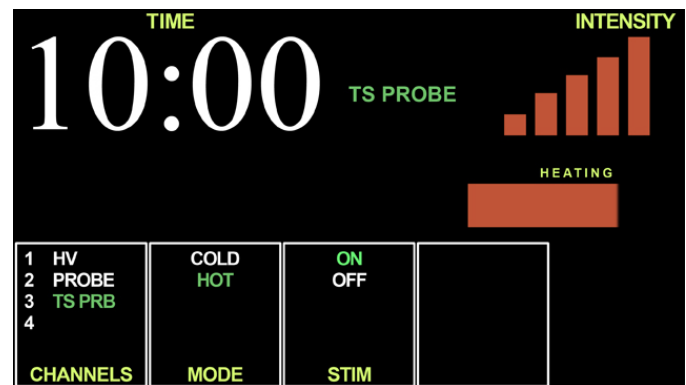 TIME
INTENSITY
10:00
TS PROBE
HEATING
1 HV
2 PROBE
3 TS PRB
4
CHANNELS
COLD
HOT
MODE
ON
OFF
STIM